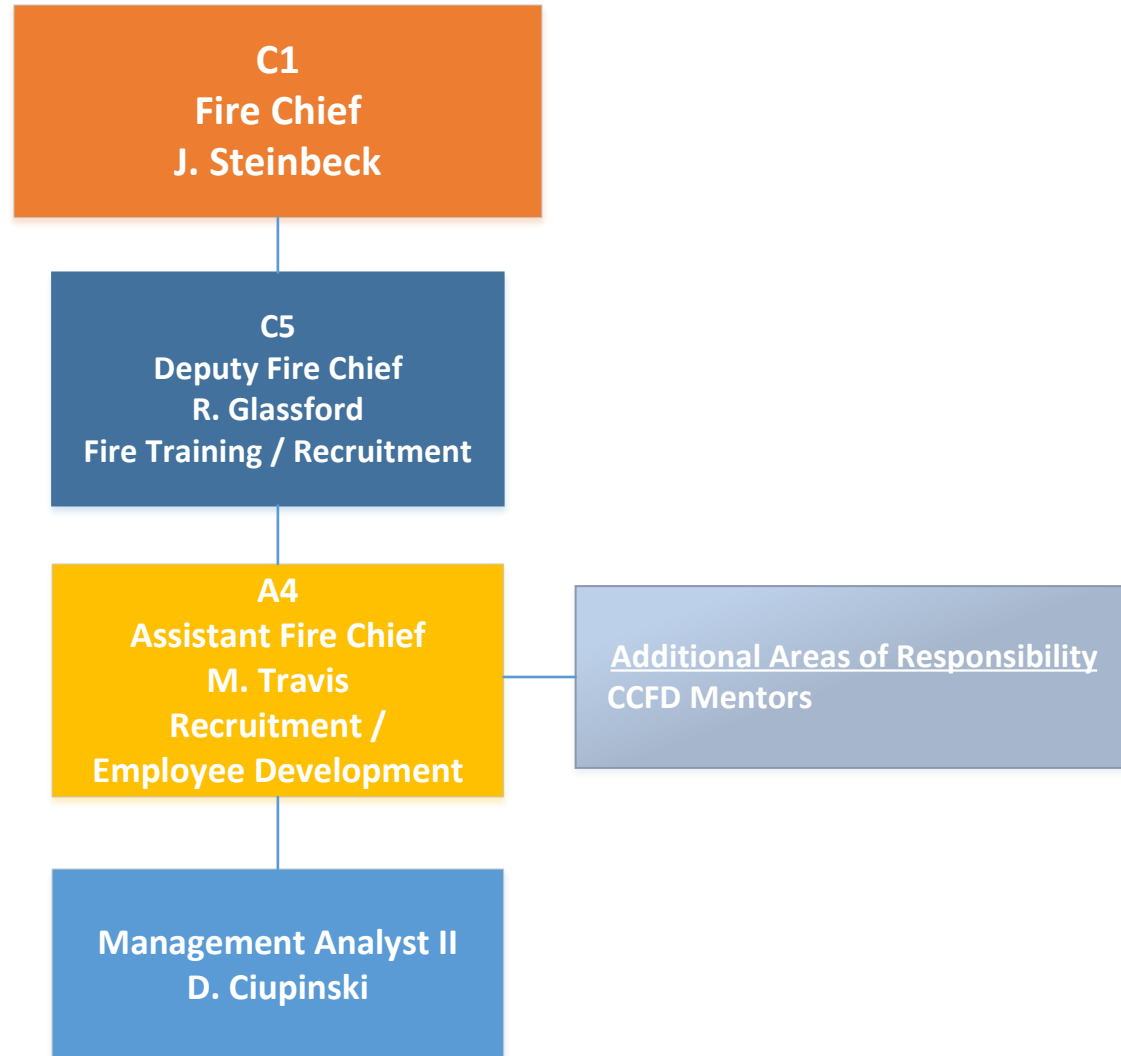 C1
Fire Chief
J. Steinbeck
C5
Deputy Fire Chief
R. Glassford
Fire Training / Recruitment
A4
Assistant Fire Chief
M. Travis
Recruitment /
Employee Development
Additional Areas of Responsibility
CCFD Mentors
Management Analyst II
D. Ciupinski